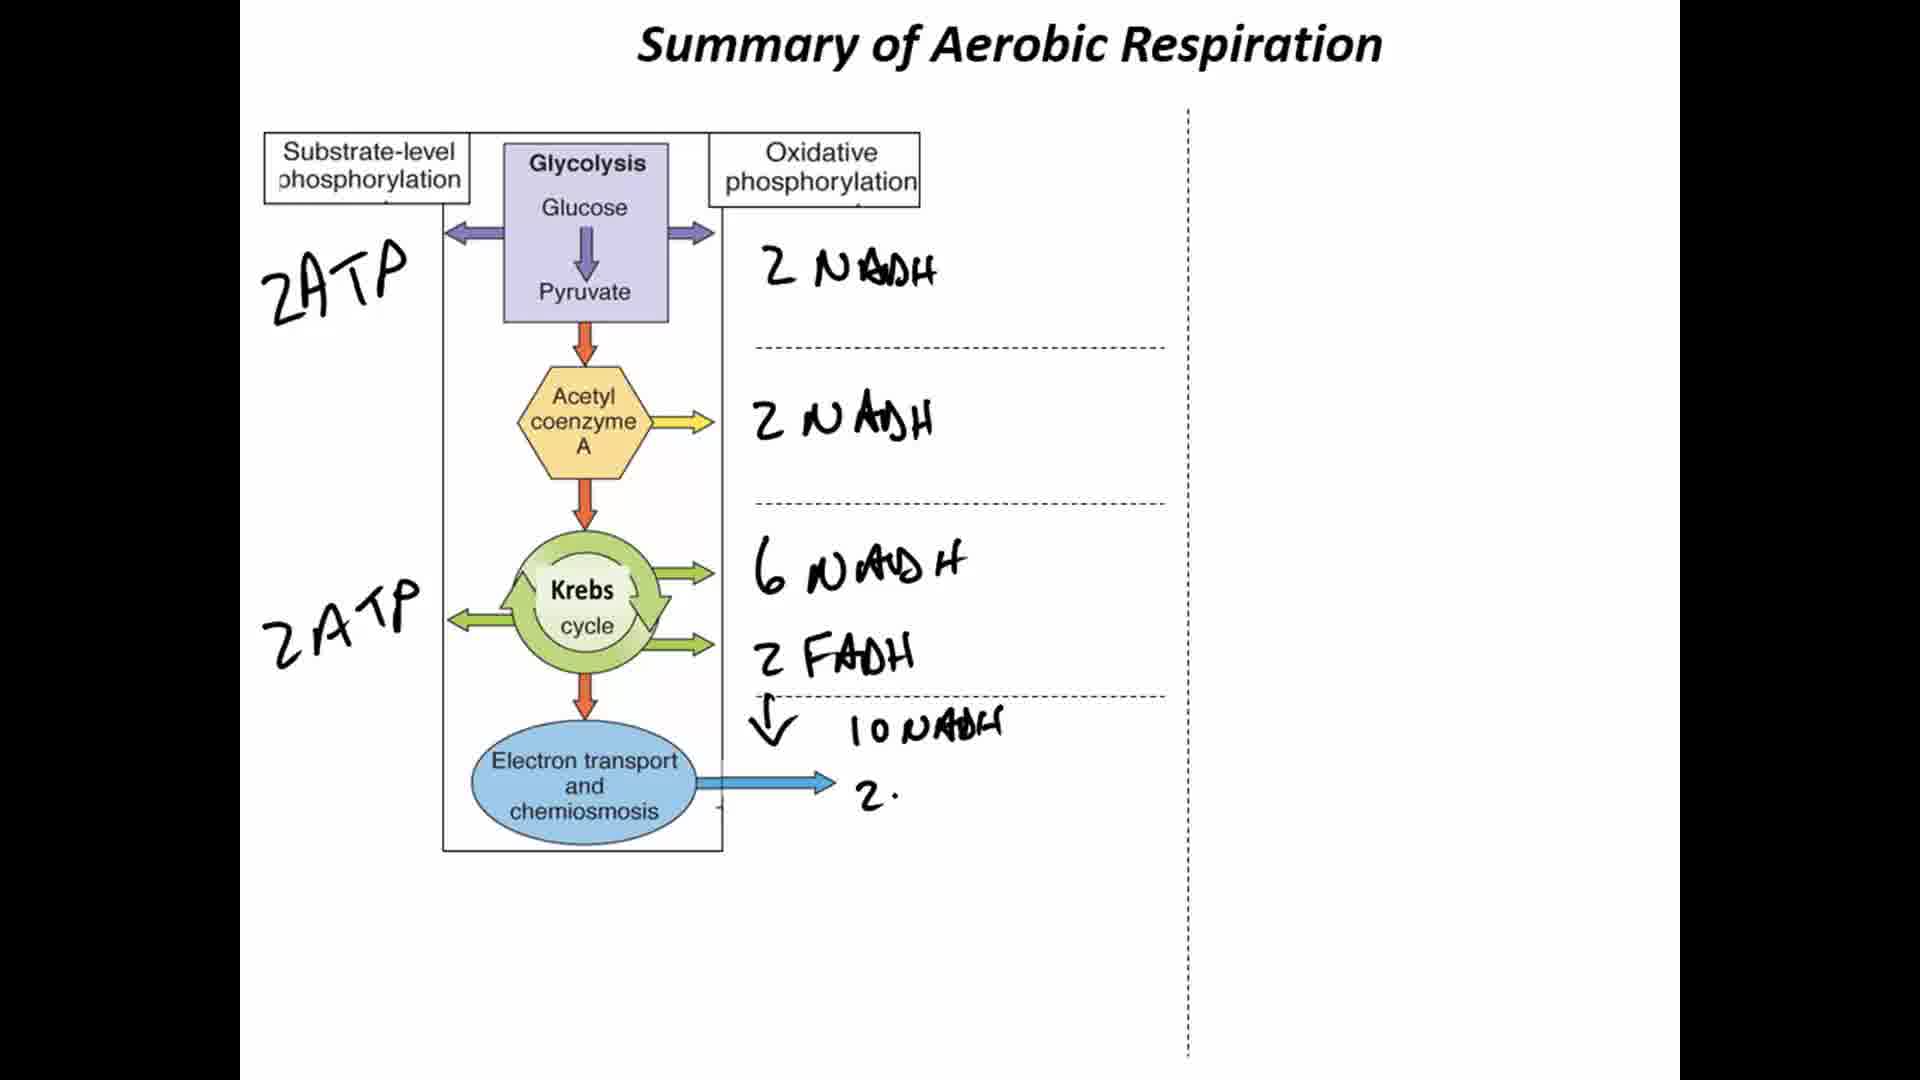 Summary of Aerobic Respiration
Substrate-level
phosphorylation
Glycolysis
Glucose
Pyruvate
Oxidative
phosphorylation
2ATP
2 NADH
Acetyl
coenzyme
A
2 NADH
Krebs
cycle
2ATP
6 NADH
2 FADH
10 NADH
Electron transport
and
chemiosmosis
2